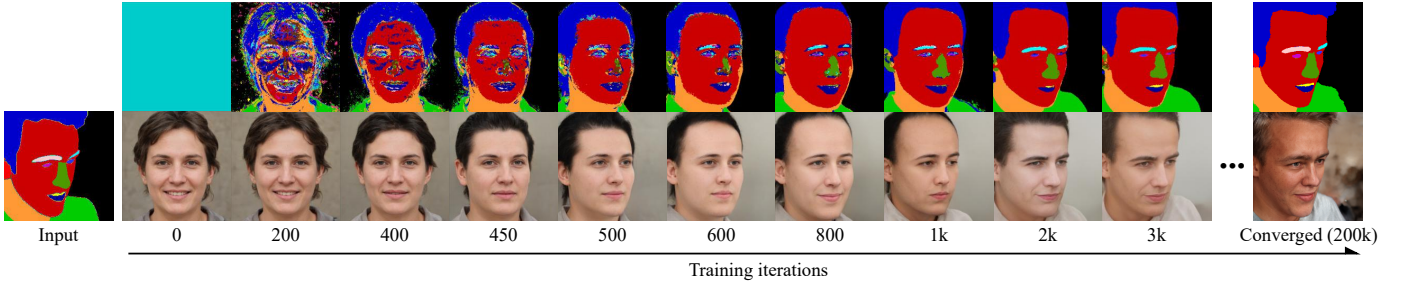 Input
0 200 400 450 500 600 800 1k 2k 3k ••• Converged (200k)
Training iterations